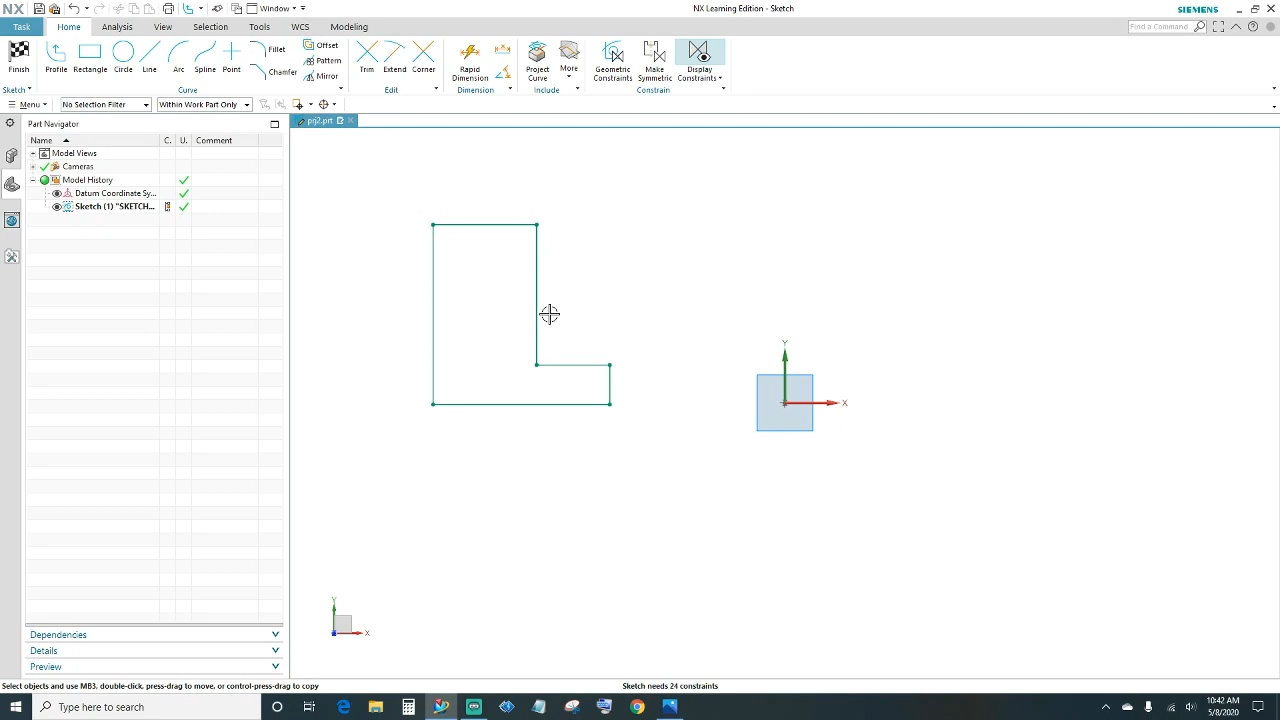 NX Window NX Learning Edition - Sketch SIEMENS
Task Home Analysis View Selection Tools WCS Modeling Find a Command
Finish Profile Rectangle Circle Line Arc Spline Point Fillet Chamfer Offset Pattern Mirror Trim Extend Corner Rapid Dimension Project Curve More Geometric Constraints Make Symmetric Display Constraints
Sketch Curve Edit Dimension Include Constrain
Menu No Selection Filter Within Work Part Only
Part Navigator prj2.prt
Name C. U. Comment
Model Views
Cameras
Model History
Datum Coordinate Sy...
Sketch (1) "SKETCH...
Y
X
Y
X
Dependencies
Details
Preview
Select objects and use MB3, double-click, press-drag to move, or control-press-drag to copy Sketch needs 24 constraints
Type here to search 10:42 AM
5/8/2020